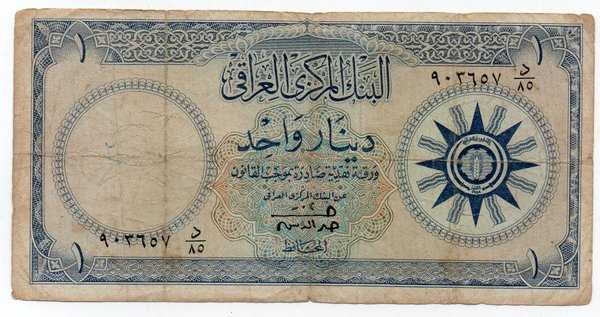 ١
١
البنك المركزي العراقي
د
٨٥ ٩٠٣٦٥٧
دينار واحد
ورقة نقدية صادرة بموجب القانون
عن البنك المركزي العراقي
المحافظ
د
٨٥ ٩٠٣٦٥٧
١
١